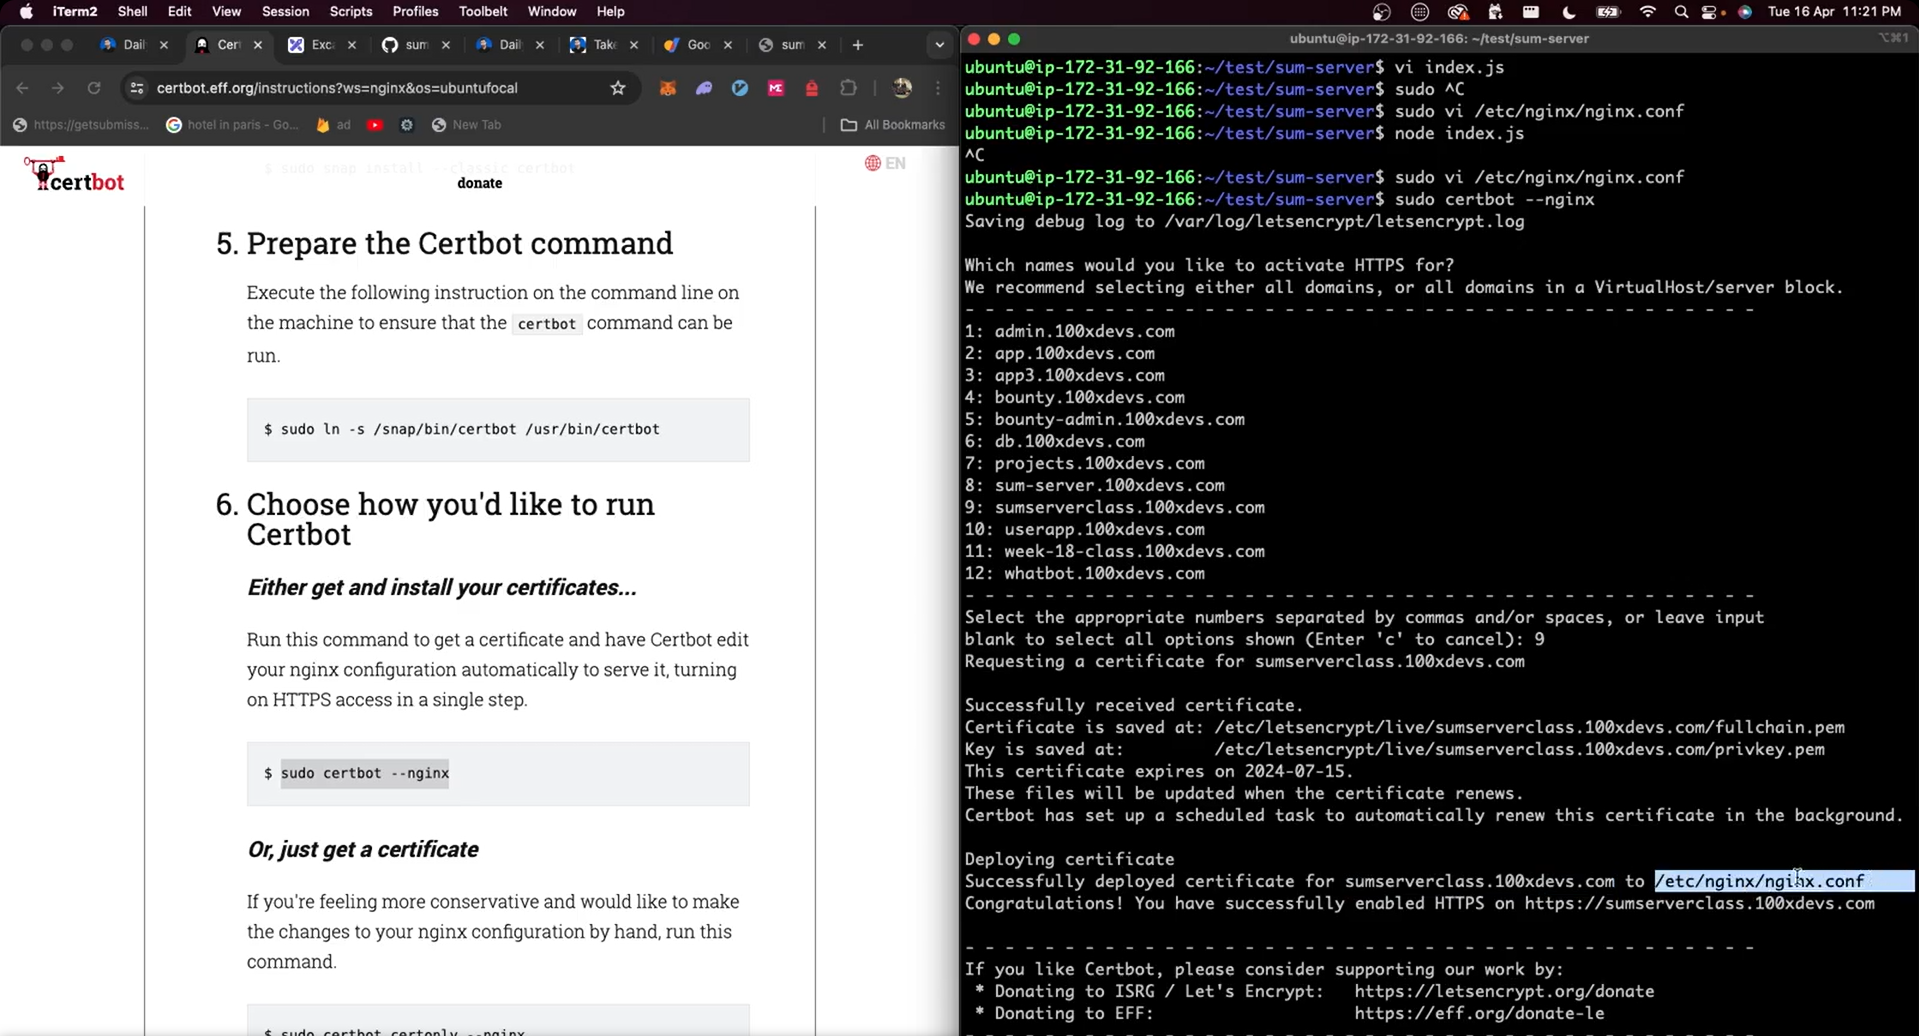 iTerm2 Shell Edit View Session Scripts Profiles Toolbelt Window Help Tue 16 Apr 11:21 PM
Dail Cert Exca sum Dail Take Goo sum
certbot.eff.org/instructions?ws=nginx&os=ubuntufocal
https://getsubmiss... hotel in paris - Go... ad New Tab All Bookmarks
$ sudo snap install --classic certbot
certbot
donate
EN
5. Prepare the Certbot command
Execute the following instruction on the command line on
the machine to ensure that the certbot command can be
run.
$ sudo ln -s /snap/bin/certbot /usr/bin/certbot
6. Choose how you'd like to run
Certbot
Either get and install your certificates...
Run this command to get a certificate and have Certbot edit
your nginx configuration automatically to serve it, turning
on HTTPS access in a single step.
$ sudo certbot --nginx
Or, just get a certificate
If you're feeling more conservative and would like to make
the changes to your nginx configuration by hand, run this
command.
$ sudo certbot certonly --nginx
ubuntu@ip-172-31-92-166: ~/test/sum-server
⌥⌘1
ubuntu@ip-172-31-92-166:~/test/sum-server$ vi index.js
ubuntu@ip-172-31-92-166:~/test/sum-server$ sudo ^C
ubuntu@ip-172-31-92-166:~/test/sum-server$ sudo vi /etc/nginx/nginx.conf
ubuntu@ip-172-31-92-166:~/test/sum-server$ node index.js
^C
ubuntu@ip-172-31-92-166:~/test/sum-server$ sudo vi /etc/nginx/nginx.conf
ubuntu@ip-172-31-92-166:~/test/sum-server$ sudo certbot --nginx
Saving debug log to /var/log/letsencrypt/letsencrypt.log
Which names would you like to activate HTTPS for?
We recommend selecting either all domains, or all domains in a VirtualHost/server block.
- - - - - - - - - - - - - - - - - - - - - - - - - - - - - - - - - - - - - - - -
1: admin.100xdevs.com
2: app.100xdevs.com
3: app3.100xdevs.com
4: bounty.100xdevs.com
5: bounty-admin.100xdevs.com
6: db.100xdevs.com
7: projects.100xdevs.com
8: sum-server.100xdevs.com
9: sumserverclass.100xdevs.com
10: userapp.100xdevs.com
11: week-18-class.100xdevs.com
12: whatbot.100xdevs.com
- - - - - - - - - - - - - - - - - - - - - - - - - - - - - - - - - - - - - - - -
Select the appropriate numbers separated by commas and/or spaces, or leave input
blank to select all options shown (Enter 'c' to cancel): 9
Requesting a certificate for sumserverclass.100xdevs.com
Successfully received certificate.
Certificate is saved at: /etc/letsencrypt/live/sumserverclass.100xdevs.com/fullchain.pem
Key is saved at: /etc/letsencrypt/live/sumserverclass.100xdevs.com/privkey.pem
This certificate expires on 2024-07-15.
These files will be updated when the certificate renews.
Certbot has set up a scheduled task to automatically renew this certificate in the background.
Deploying certificate
Successfully deployed certificate for sumserverclass.100xdevs.com to /etc/nginx/nginx.conf
Congratulations! You have successfully enabled HTTPS on https://sumserverclass.100xdevs.com
- - - - - - - - - - - - - - - - - - - - - - - - - - - - - - - - - - - - - - - -
If you like Certbot, please consider supporting our work by:
* Donating to ISRG / Let's Encrypt: https://letsencrypt.org/donate
* Donating to EFF: https://eff.org/donate-le
- - - - - - - - - - - - - - - - - - - - - - - - - - - - - - - - - - - - - - - -